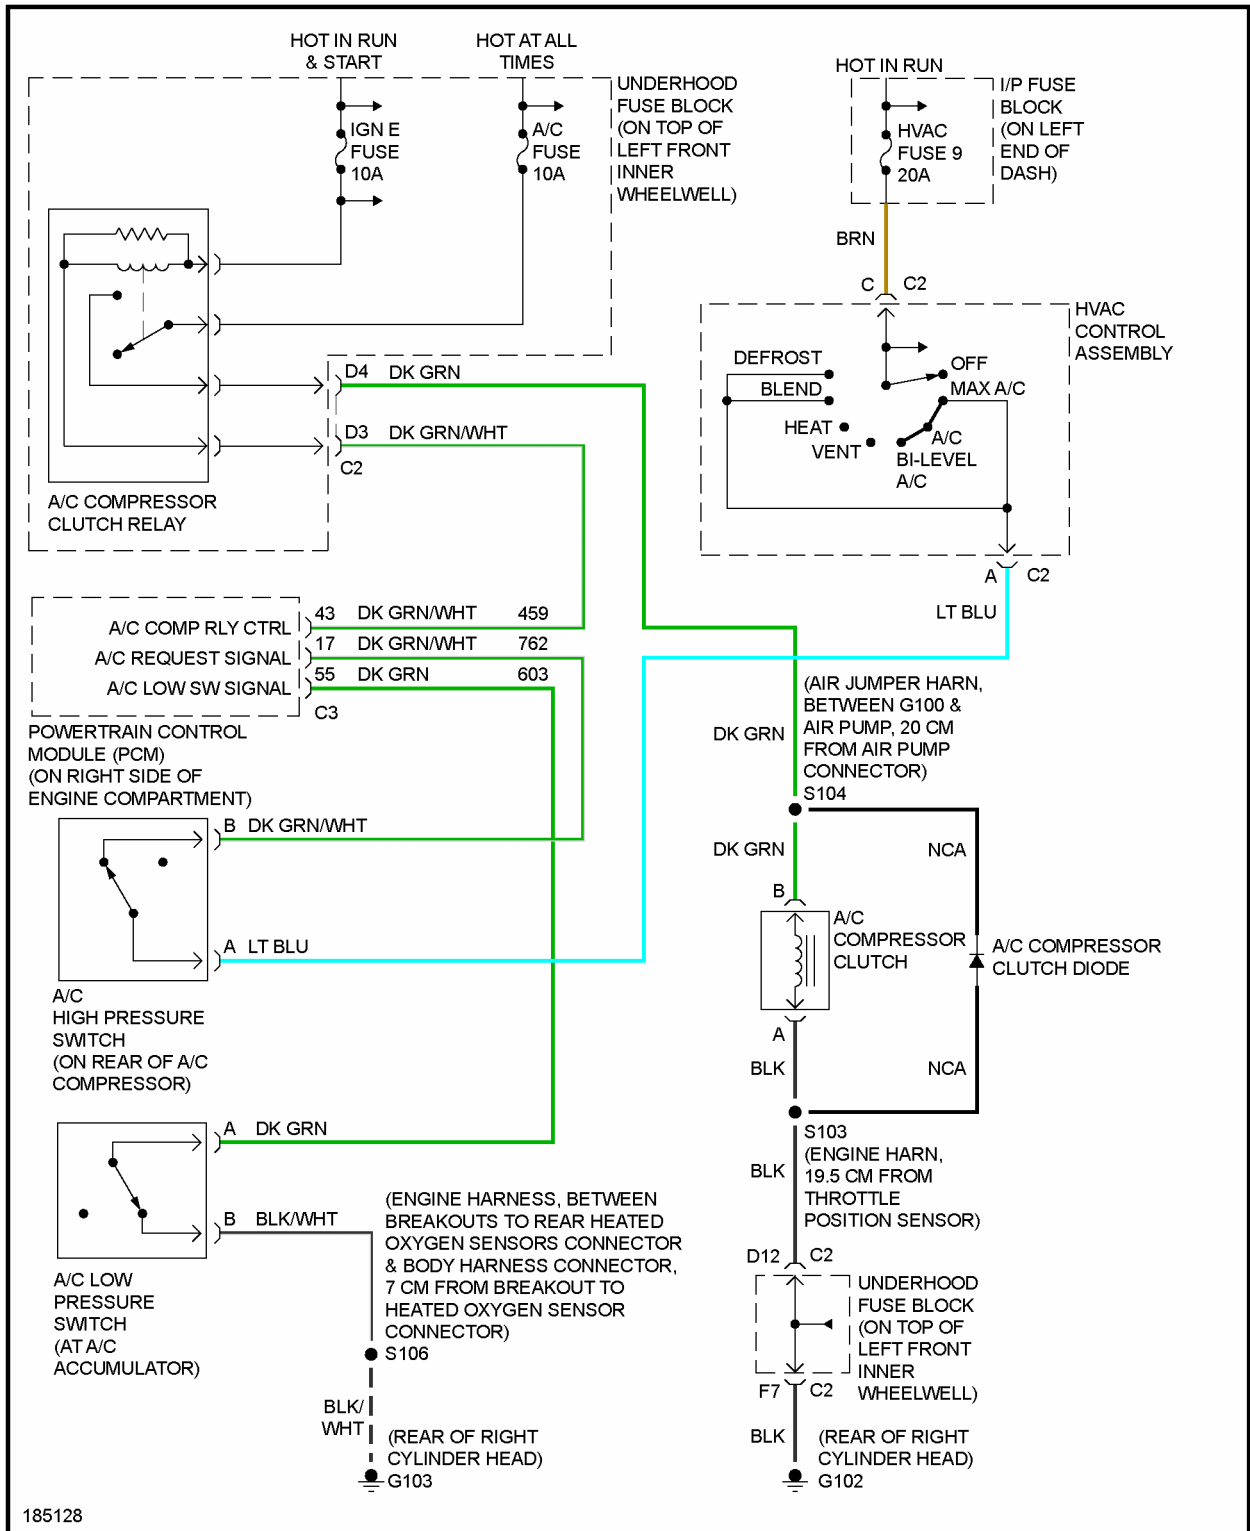 HOT IN RUN
& START
HOT AT ALL
TIMES
HOT IN RUN
UNDERHOOD
FUSE BLOCK
(ON TOP OF
LEFT FRONT
INNER
WHEELWELL)
IGN E
FUSE
10A
A/C
FUSE
10A
HVAC
FUSE 9
20A
I/P FUSE
BLOCK
(ON LEFT
END OF
DASH)
BRN
C
C2
HVAC
CONTROL
ASSEMBLY
DEFROST
BLEND
HEAT
VENT
OFF
MAX A/C
A/C
BI-LEVEL
A/C
D4
DK GRN
D3
DK GRN/WHT
C2
A/C COMPRESSOR
CLUTCH RELAY
A
C2
LT BLU
A/C COMP RLY CTRL
43
DK GRN/WHT
459
A/C REQUEST SIGNAL
17
DK GRN/WHT
762
A/C LOW SW SIGNAL
55
DK GRN
603
C3
POWERTRAIN CONTROL
MODULE (PCM)
(ON RIGHT SIDE OF
ENGINE COMPARTMENT)
(AIR JUMPER HARN,
BETWEEN G100 &
AIR PUMP, 20 CM
FROM AIR PUMP
CONNECTOR)
S104
DK GRN
B
DK GRN/WHT
A
LT BLU
A/C
HIGH PRESSURE
SWITCH
(ON REAR OF A/C
COMPRESSOR)
DK GRN
NCA
B
A/C
COMPRESSOR
CLUTCH
A/C COMPRESSOR
CLUTCH DIODE
A
BLK
NCA
S103
(ENGINE HARN,
19.5 CM FROM
THROTTLE
POSITION SENSOR)
BLK
A
DK GRN
B
BLK/WHT
A/C LOW
PRESSURE
SWITCH
(AT A/C
ACCUMULATOR)
(ENGINE HARNESS, BETWEEN
BREAKOUTS TO REAR HEATED
OXYGEN SENSORS CONNECTOR
& BODY HARNESS CONNECTOR,
7 CM FROM BREAKOUT TO
HEATED OXYGEN SENSOR
CONNECTOR)
S106
BLK/
WHT
(REAR OF RIGHT
CYLINDER HEAD)
G103
D12
C2
UNDERHOOD
FUSE BLOCK
(ON TOP OF
LEFT FRONT
INNER
WHEELWELL)
F7
C2
BLK
(REAR OF RIGHT
CYLINDER HEAD)
G102
185128